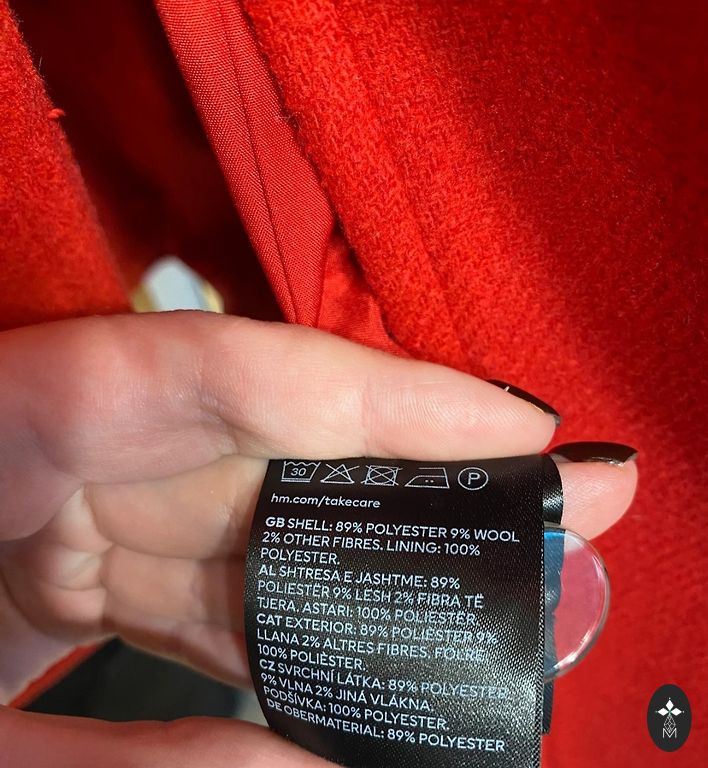 30 P
hm.com/takecare
GB SHELL: 89% POLYESTER 9% WOOL
2% OTHER FIBRES. LINING: 100%
POLYESTER.
AL SHTRESA E JASHTME: 89%
POLIESTËR 9% LESH 2% FIBRA TË
TJERA. ASTARI: 100% POLIESTËR
CAT EXTERIOR: 89% POLIÈSTER 9%
LLANA 2% ALTRES FIBRES. FOLRE:
100% POLIÈSTER.
CZ SVRCHNÍ LÁTKA: 89% POLYESTER
9% VLNA 2% JINÁ VLÁKNA.
PODŠÍVKA: 100% POLYESTER.
DE OBERMATERIAL: 89% POLYESTER
M